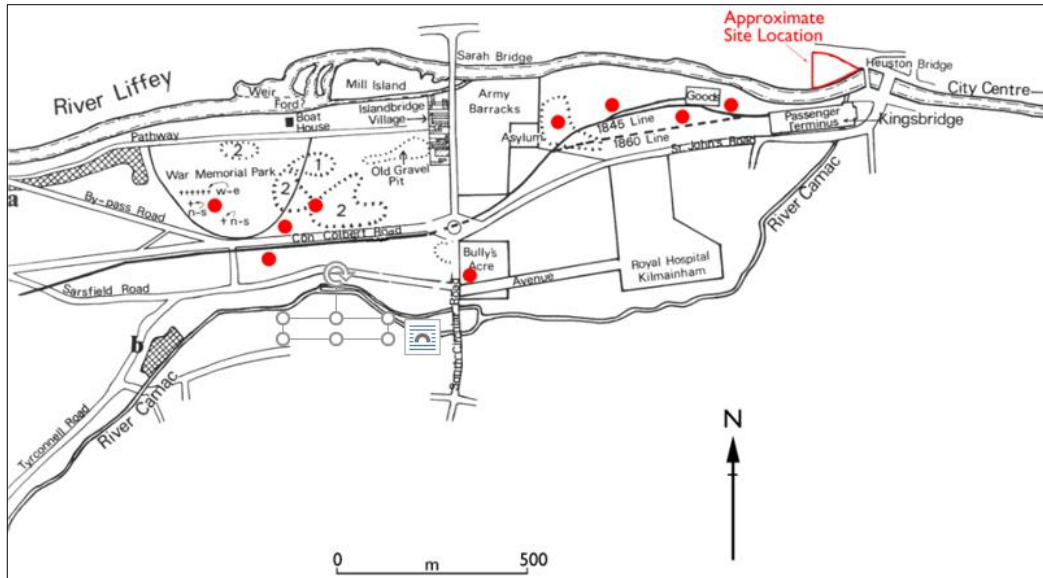 Approximate
Site Location
Sarah Bridge
Heuston Bridge
River Liffey
Weir
Mill Island
Ford?
Army
Barracks
Goods
City Centre
Boat
House
Islandbridge
Village
Passenger
Terminus
Kingsbridge
Pathway
Asylum
1845 Line
1860 Line
St. John's Road
2
1
Old Gravel
Pit
War Memorial Park
2
w-e
n-s
n-s
2
a
By-pass Road
Con Colbert Road
River Camac
Bully's
Acre
Royal Hospital
Kilmainham
Avenue
Sarsfield Road
b
River Camac
Tyrconnell Road
N
0 500
m